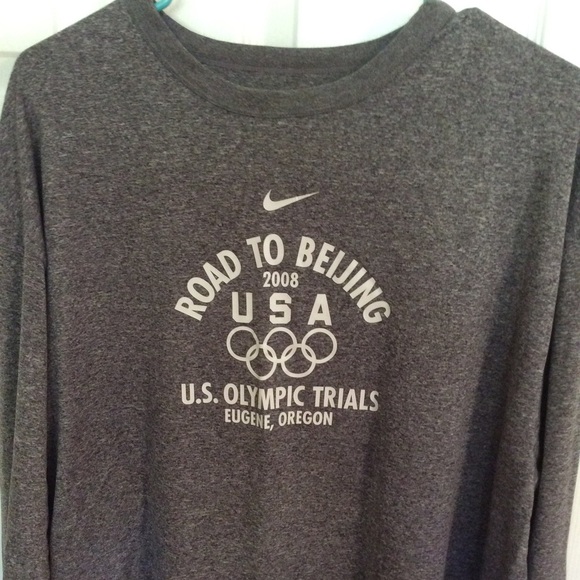 ROAD TO BEIJING
2008
USA
U.S. OLYMPIC TRIALS
EUGENE, OREGON